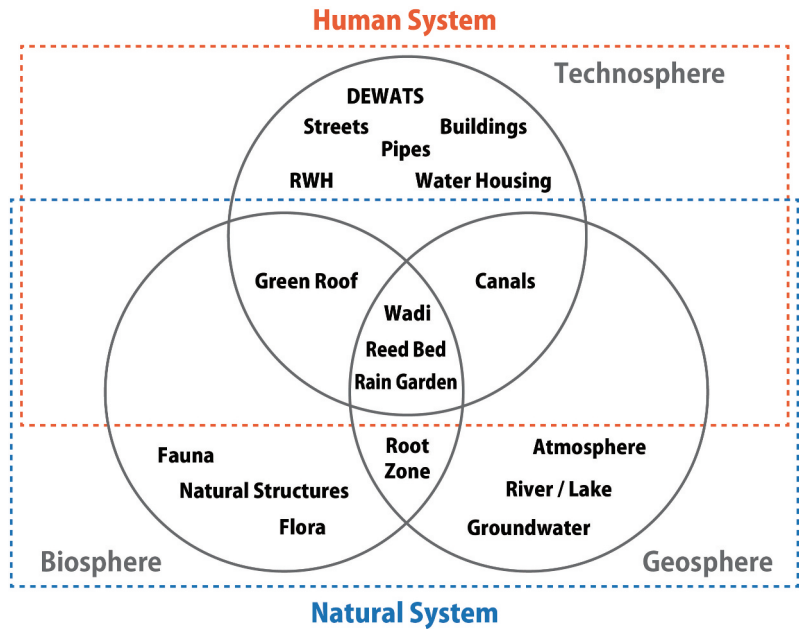 Human System
Technosphere
DEWATS
Streets
Buildings
Pipes
RWH
Water Housing
Green Roof
Canals
Wadi
Reed Bed
Rain Garden
Fauna
Root
Zone
Atmosphere
Natural Structures
River / Lake
Flora
Groundwater
Biosphere
Geosphere
Natural System